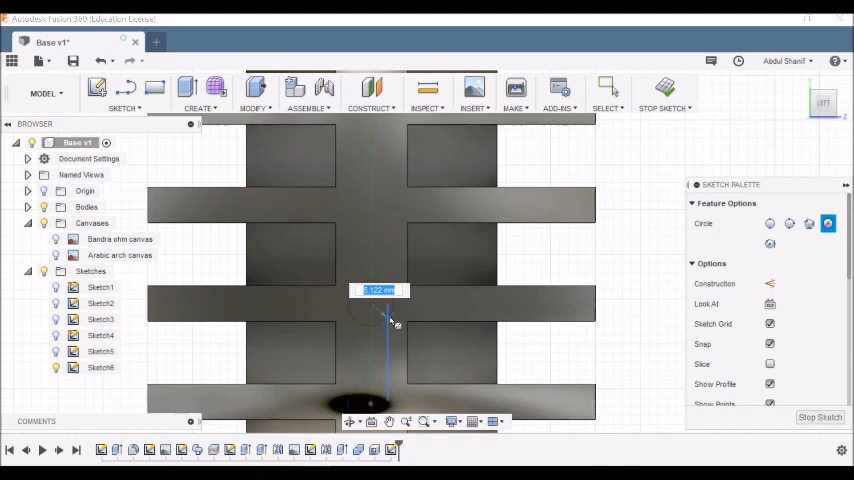 Autodesk Fusion 360 (Education License)
Base v1*
Abdul Shanif
MODEL
SKETCH
CREATE
MODIFY
ASSEMBLE
CONSTRUCT
INSPECT
INSERT
MAKE
ADD-INS
SELECT
STOP SKETCH
LEFT
Z
BROWSER
Base v1
Document Settings
Named Views
Origin
Bodies
Canvases
Bandra ohm canvas
Arabic arch canvas
Sketches
Sketch1
Sketch2
Sketch3
Sketch4
Sketch5
Sketch6
5.122 mm
SKETCH PALETTE
Feature Options
Circle
Options
Construction
Look At
Sketch Grid
Snap
Slice
Show Profile
Show Points
Stop Sketch
COMMENTS